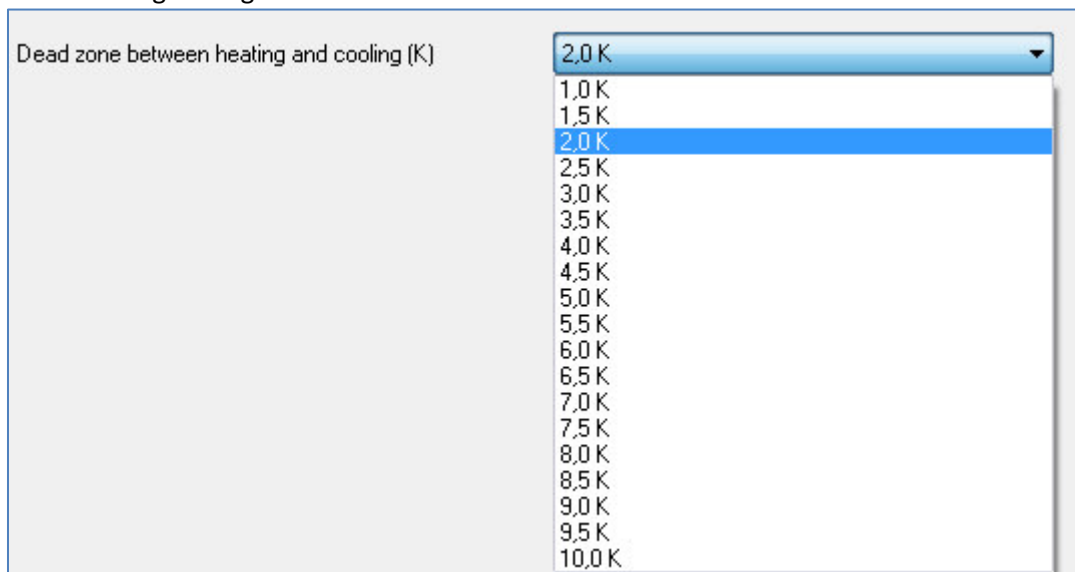 Dead zone between heating and cooling (K)
2,0 K
1,0 K
1,5 K
2,0 K
2,5 K
3,0 K
3,5 K
4,0 K
4,5 K
5,0 K
5,5 K
6,0 K
6,5 K
7,0 K
7,5 K
8,0 K
8,5 K
9,0 K
9,5 K
10,0 K